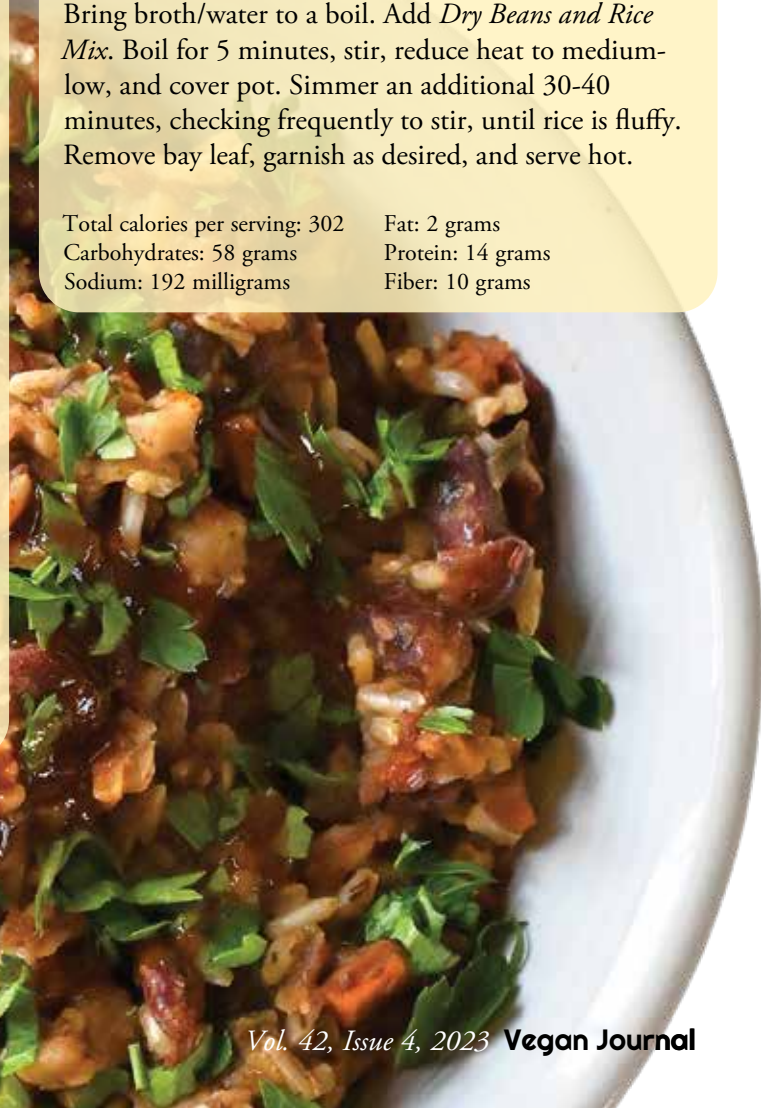 Bring broth/water to a boil. Add Dry Beans and Rice
Mix. Boil for 5 minutes, stir, reduce heat to medium-
low, and cover pot. Simmer an additional 30-40
minutes, checking frequently to stir, until rice is fluffy.
Remove bay leaf, garnish as desired, and serve hot.
Total calories per serving: 302 Fat: 2 grams
Carbohydrates: 58 grams Protein: 14 grams
Sodium: 192 milligrams Fiber: 10 grams
Vol. 42, Issue 4, 2023 Vegan Journal